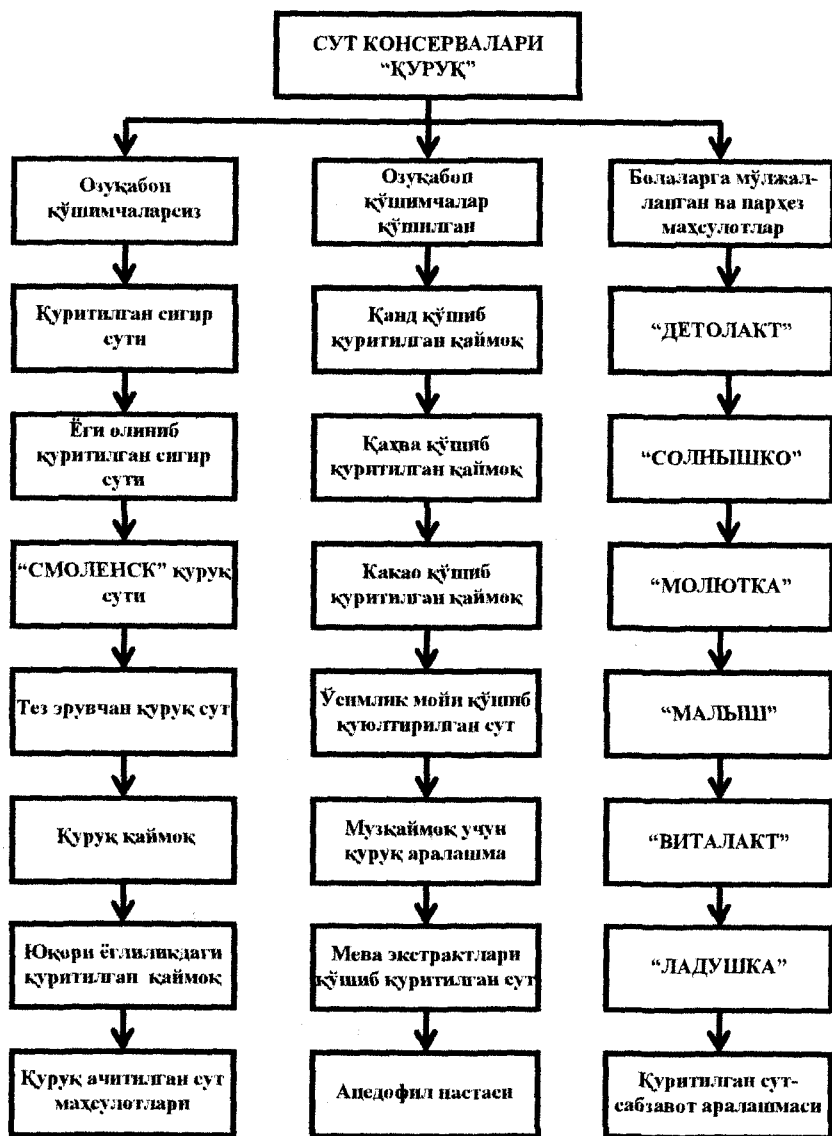 СУТ КОНСЕРВАЛАРИ
“ҚУРУҚ”
Озуқабоп
қўшимчаларсиз
Қуритилган сигир
сути
Ёғи олиниб
қуритилган сигир
сути
“СМОЛЕНСК” қуруқ
сути
Тез эрувчан қуруқ сут
Қуруқ қаймоқ
Юқори ёғлиликдаги
қуритилган қаймоқ
Қуруқ ачитилган сут
маҳсулотлари
Озуқабоп
қўшимчалар
қўшилган
Қанд қўшиб
қуритилган қаймоқ
Қаҳва қўшиб
қуритилган қаймоқ
Какао қўшиб
қуритилган қаймоқ
Ўсимлик мойи қўшиб
қуюлтирилган сут
Музқаймоқ учун
қуруқ аралашма
Мева экстрактлари
қўшиб қуритилган сут
Ацедофил пастаси
Болаларга мўлжал-
ланган ва парҳез
маҳсулотлар
“ДЕТОЛАКТ”
“СОЛНЫШКО”
“МОЛЮТКА”
“МАЛЫШ”
“ВИТАЛАКТ”
“ЛАДУШКА”
Қуритилган сут-
сабзавот аралашмаси